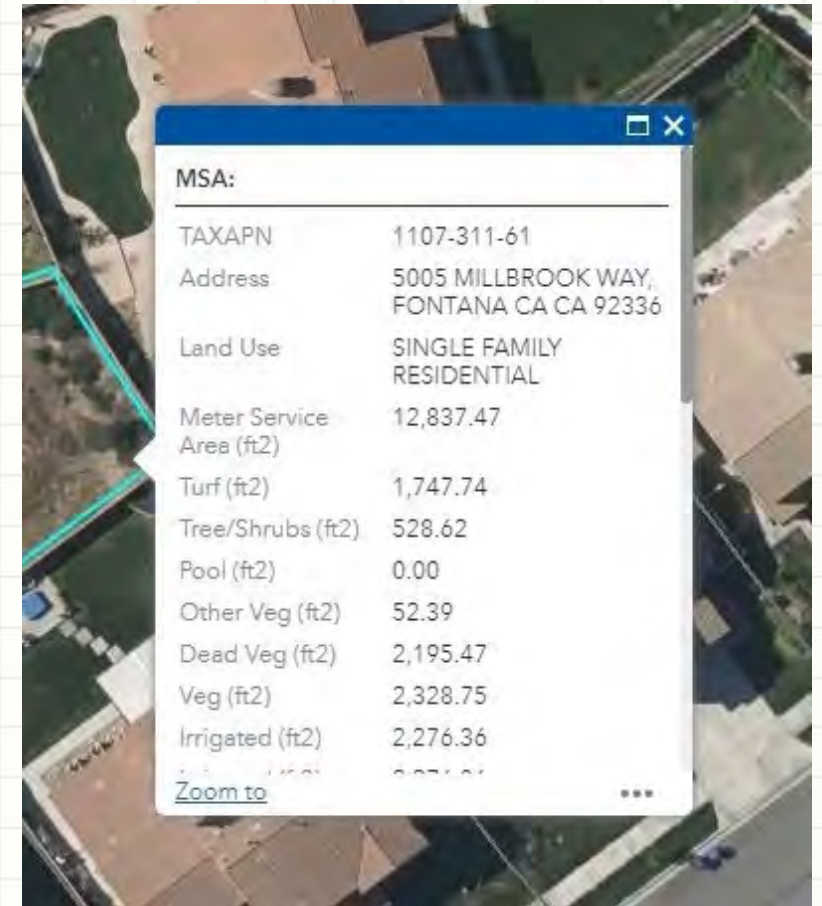 MSA:
TAXAPN 1107-311-61
Address 5005 MILLBROOK WAY,
FONTANA CA CA 92336
Land Use SINGLE FAMILY
RESIDENTIAL
Meter Service 12,837.47
Area (ft2)
Turf (ft2) 1,747.74
Tree/Shrubs (ft2) 528.62
Pool (ft2) 0.00
Other Veg (ft2) 52.39
Dead Veg (ft2) 2,195.47
Veg (ft2) 2,328.75
Irrigated (ft2) 2,276.36
Zoom to